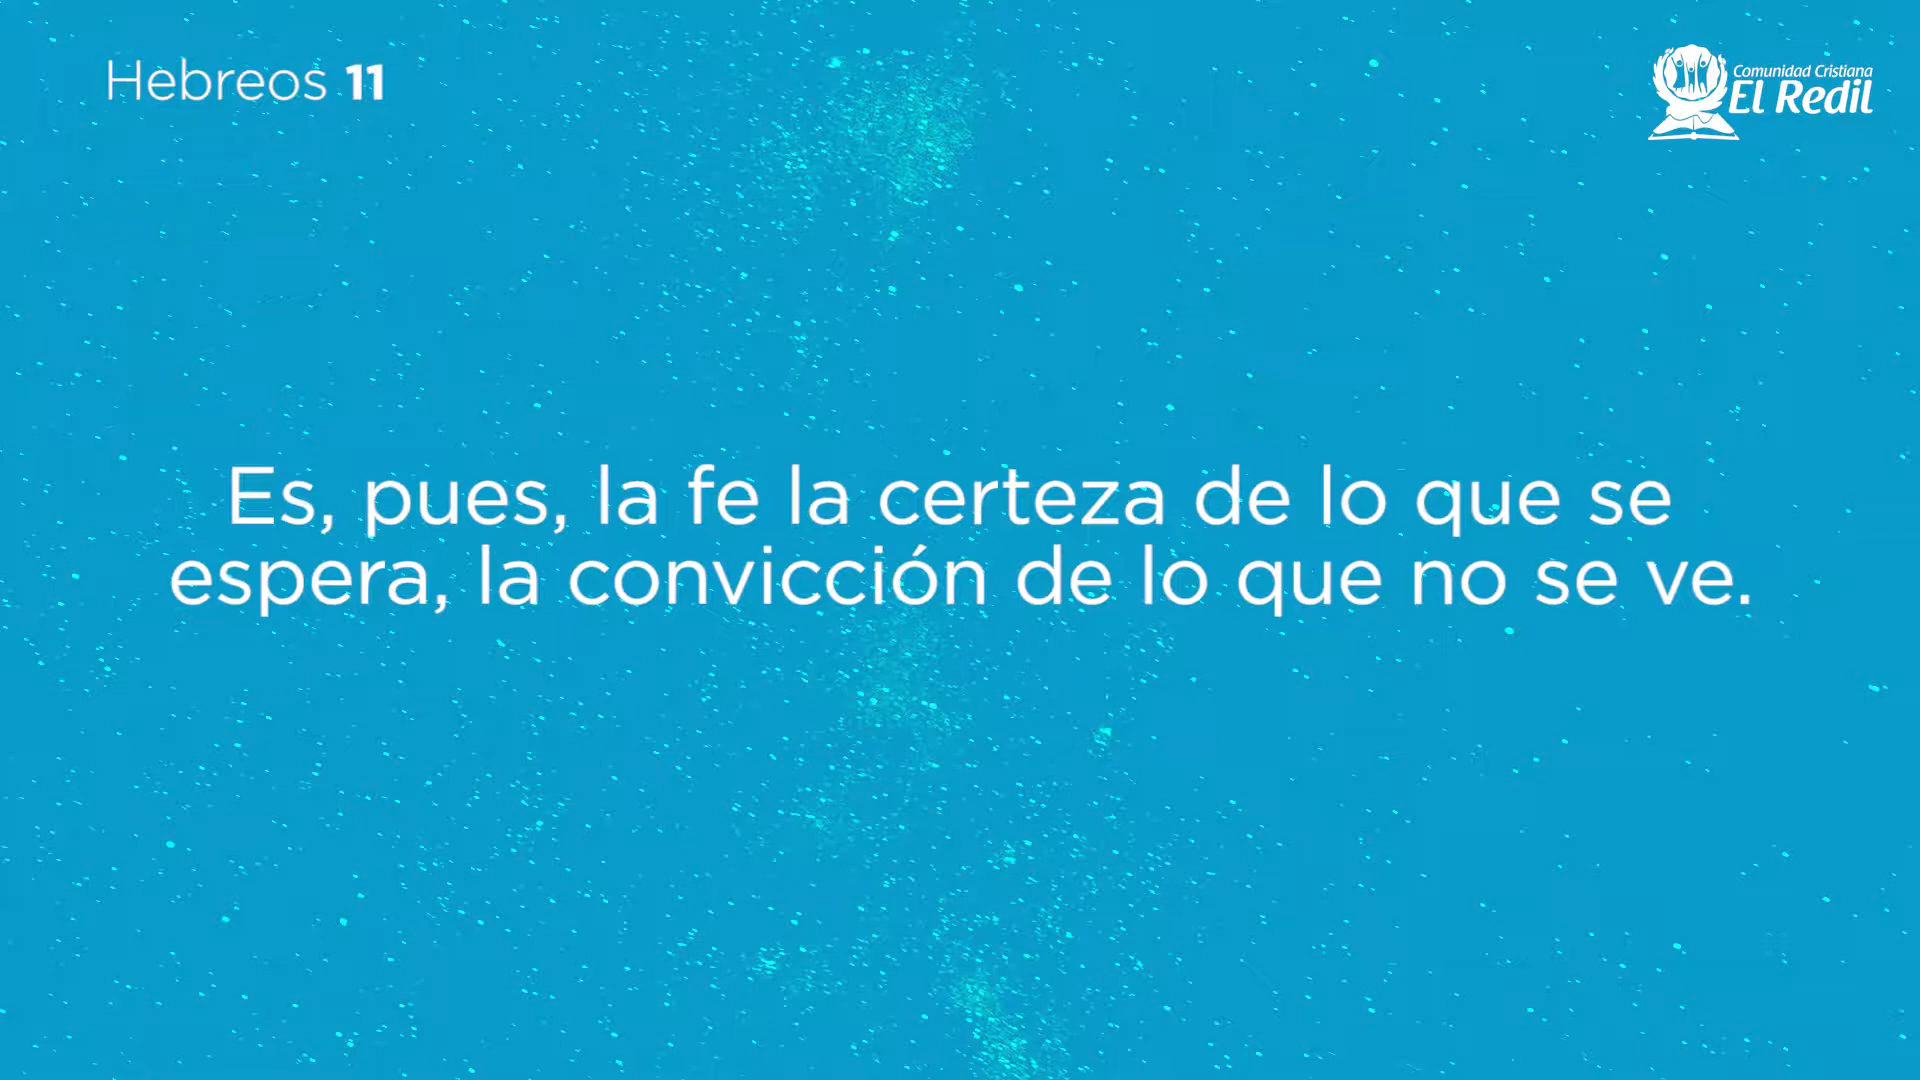 Hebreos 11
Comunidad Cristiana
El Redil
Es, pues, la fe la certeza de lo que se
espera, la convicción de lo que no se ve.